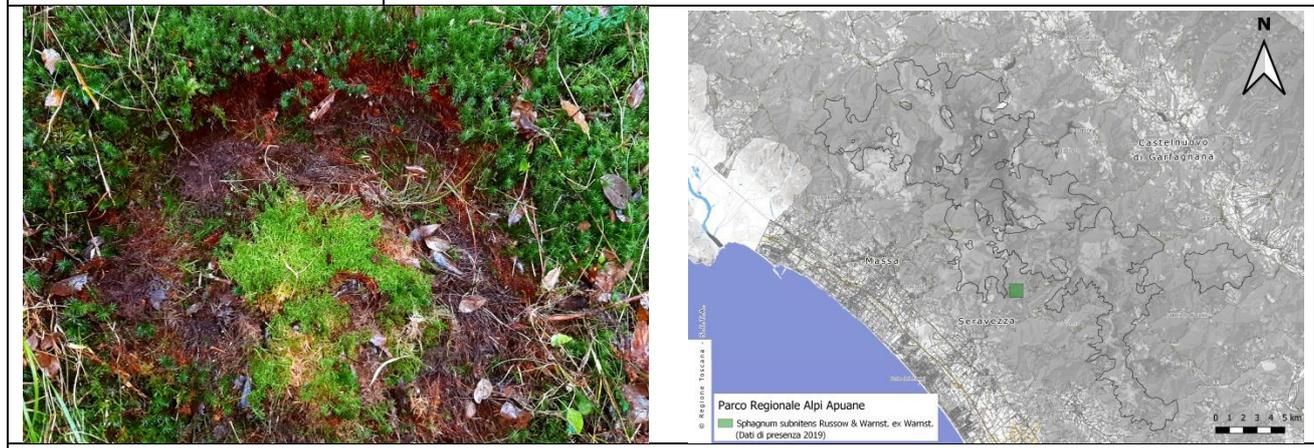 N
Castelnuovo
di Garfagnana
Massa
Seravezza
© Regione Toscana - S.I.T.A.
Parco Regionale Alpi Apuane
Sphagnum subnitens Russow & Warnst. ex Warnst.
(Dati di presenza 2019)
0 1 2 3 4 5 km